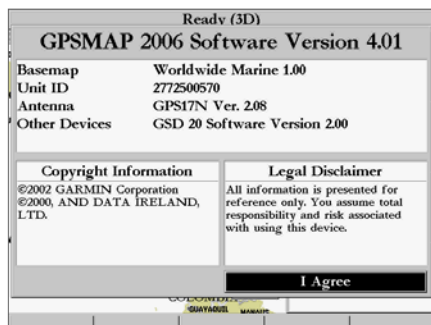 Ready (3D)
GPSMAP 2006 Software Version 4.01
Basemap Worldwide Marine 1.00
Unit ID 2772500570
Antenna GPS17N Ver. 2.08
Other Devices GSD 20 Software Version 2.00
Copyright Information
©2002 GARMIN Corporation
©2000, AND DATA IRELAND,
LTD.
Legal Disclaimer
All information is presented for
reference only. You assume total
responsibility and risk associated
with using this device.
I Agree
COLOMBIA
GUAYAQUIL MANAUS